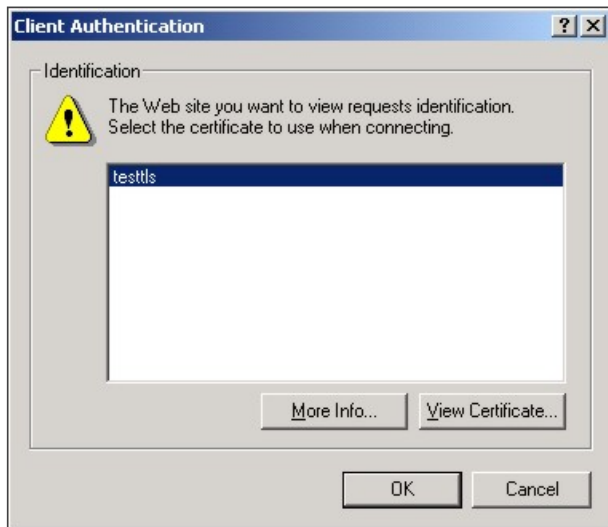 Client Authentication
Identification
The Web site you want to view requests identification.
Select the certificate to use when connecting.
testtls
More Info...
View Certificate...
OK
Cancel